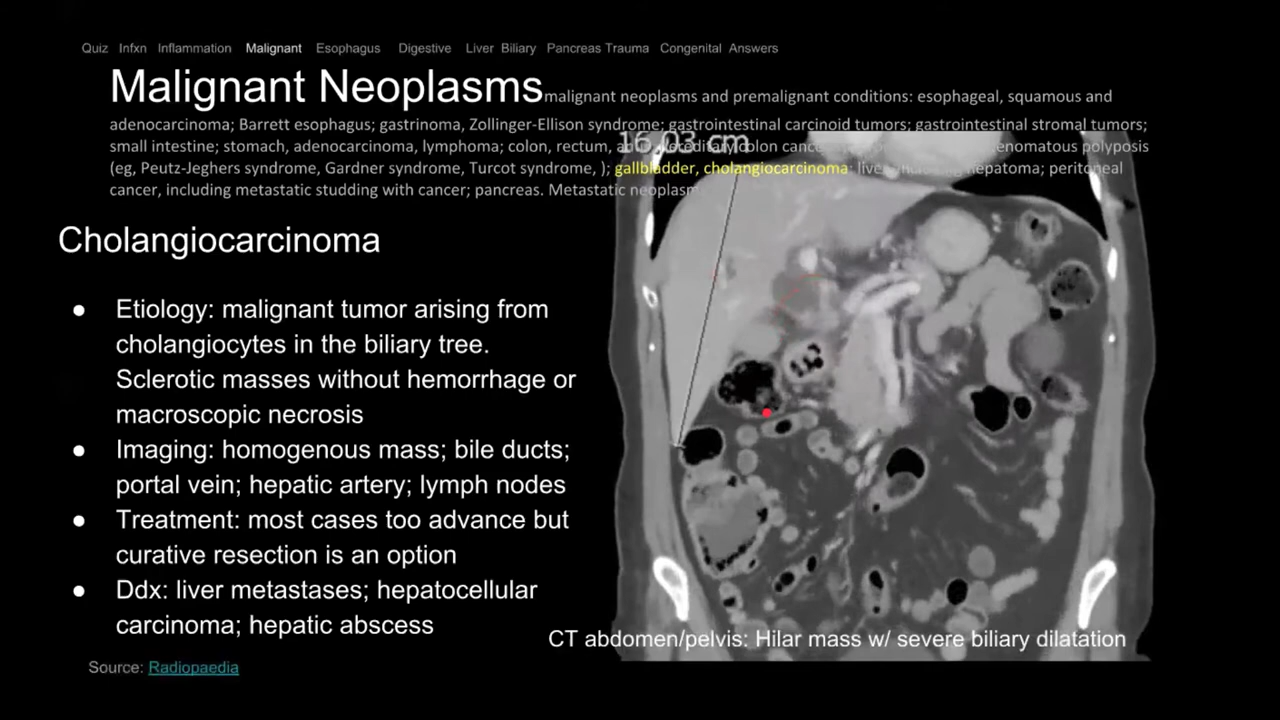 Quiz Infxn Inflammation Malignant Esophagus Digestive Liver Biliary Pancreas Trauma Congenital Answers
Malignant Neoplasms malignant neoplasms and premalignant conditions: esophageal, squamous and
adenocarcinoma; Barrett esophagus; gastrinoma, Zollinger-Ellison syndrome; gastrointestinal carcinoid tumors; gastrointestinal stromal tumors;
16.03 cm
small intestine; stomach, adenocarcinoma, lymphoma; colon, rectum, hereditary colon polyposis
(eg, Peutz-Jeghers syndrome, Gardner syndrome, Turcot syndrome, ); gallbladder, cholangiocarcinoma: hepatoma; peritoneal
cancer, including metastatic studding with cancer; pancreas. Metastatic neoplasm
Cholangiocarcinoma
● Etiology: malignant tumor arising from
cholangiocytes in the biliary tree.
Sclerotic masses without hemorrhage or
macroscopic necrosis
● Imaging: homogenous mass; bile ducts;
portal vein; hepatic artery; lymph nodes
● Treatment: most cases too advance but
curative resection is an option
● Ddx: liver metastases; hepatocellular
carcinoma; hepatic abscess
CT abdomen/pelvis: Hilar mass w/ severe biliary dilatation
Source: Radiopaedia